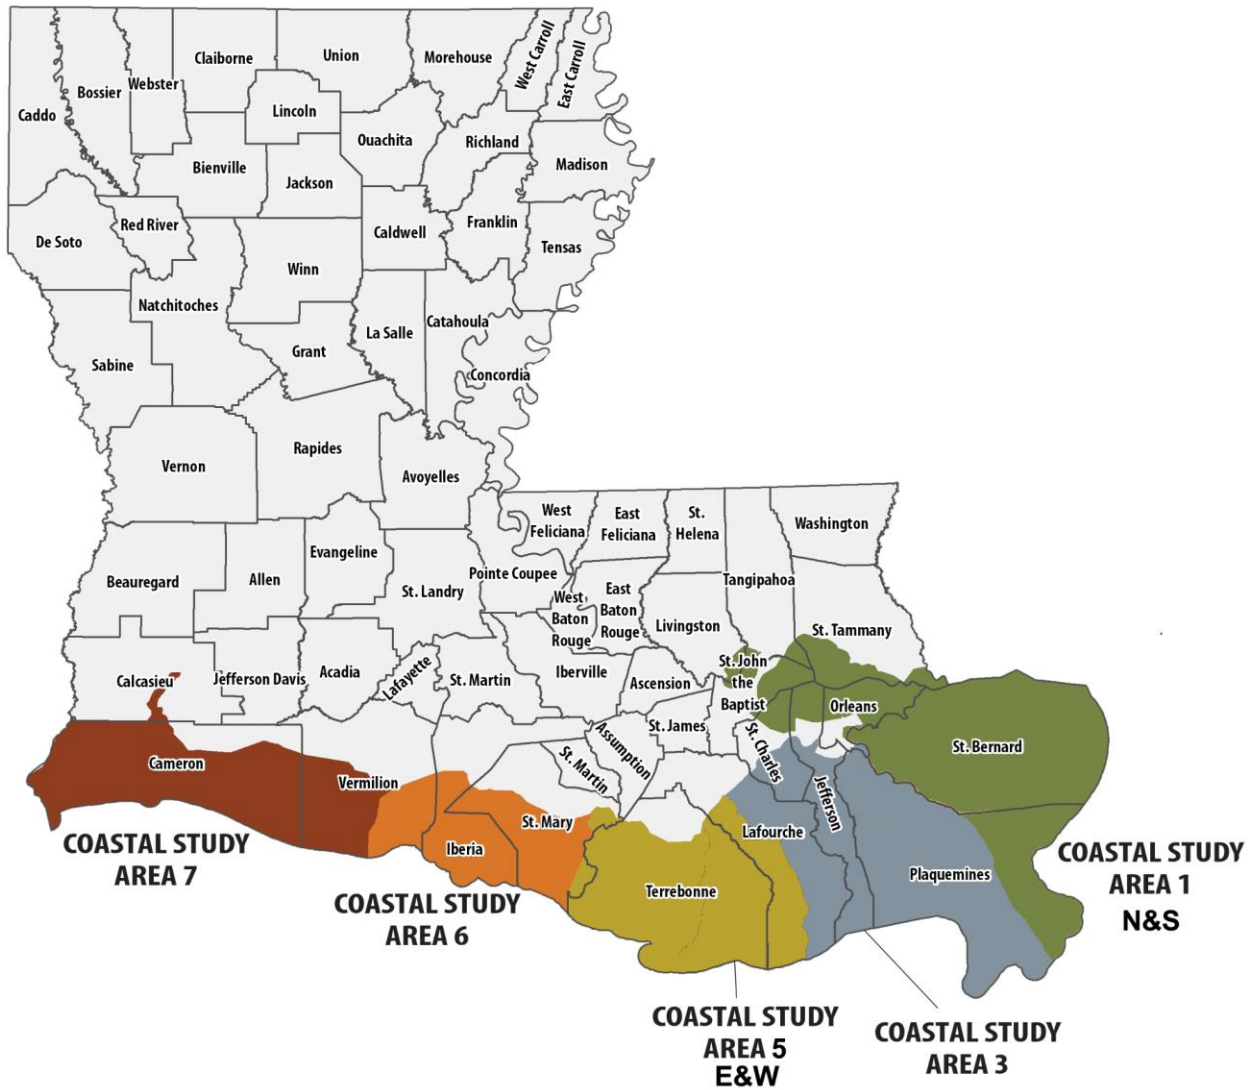 Claiborne
Union
Morehouse
West Carroll
East Carroll
Webster
Bossier
Caddo
Lincoln
Ouachita
Richland
Madison
Bienville
Jackson
Red River
De Soto
Caldwell
Franklin
Tensas
Winn
Natchitoches
Catahoula
La Salle
Grant
Sabine
Concordia
Rapides
Vernon
Avoyelles
West
Feliciana
East
Feliciana
St.
Helena
Washington
Evangeline
Beauregard
Allen
Pointe Coupee
Tangipahoa
St. Landry
West
Baton
Rouge
East
Baton
Rouge
Livingston
St. Tammany
St. John
the
Baptist
Calcasieu
Jefferson Davis
Acadia
Lafayette
St. Martin
Iberville
Ascension
Orleans
St. James
Assumption
St. Charles
St. Bernard
Cameron
Vermilion
St. Martin
Jefferson
St. Mary
Iberia
Lafourche
Terrebonne
Plaquemines
COASTAL STUDY
AREA 7
COASTAL STUDY
AREA 6
COASTAL STUDY
AREA 1
N&S
COASTAL STUDY
AREA 5
E&W
COASTAL STUDY
AREA 3